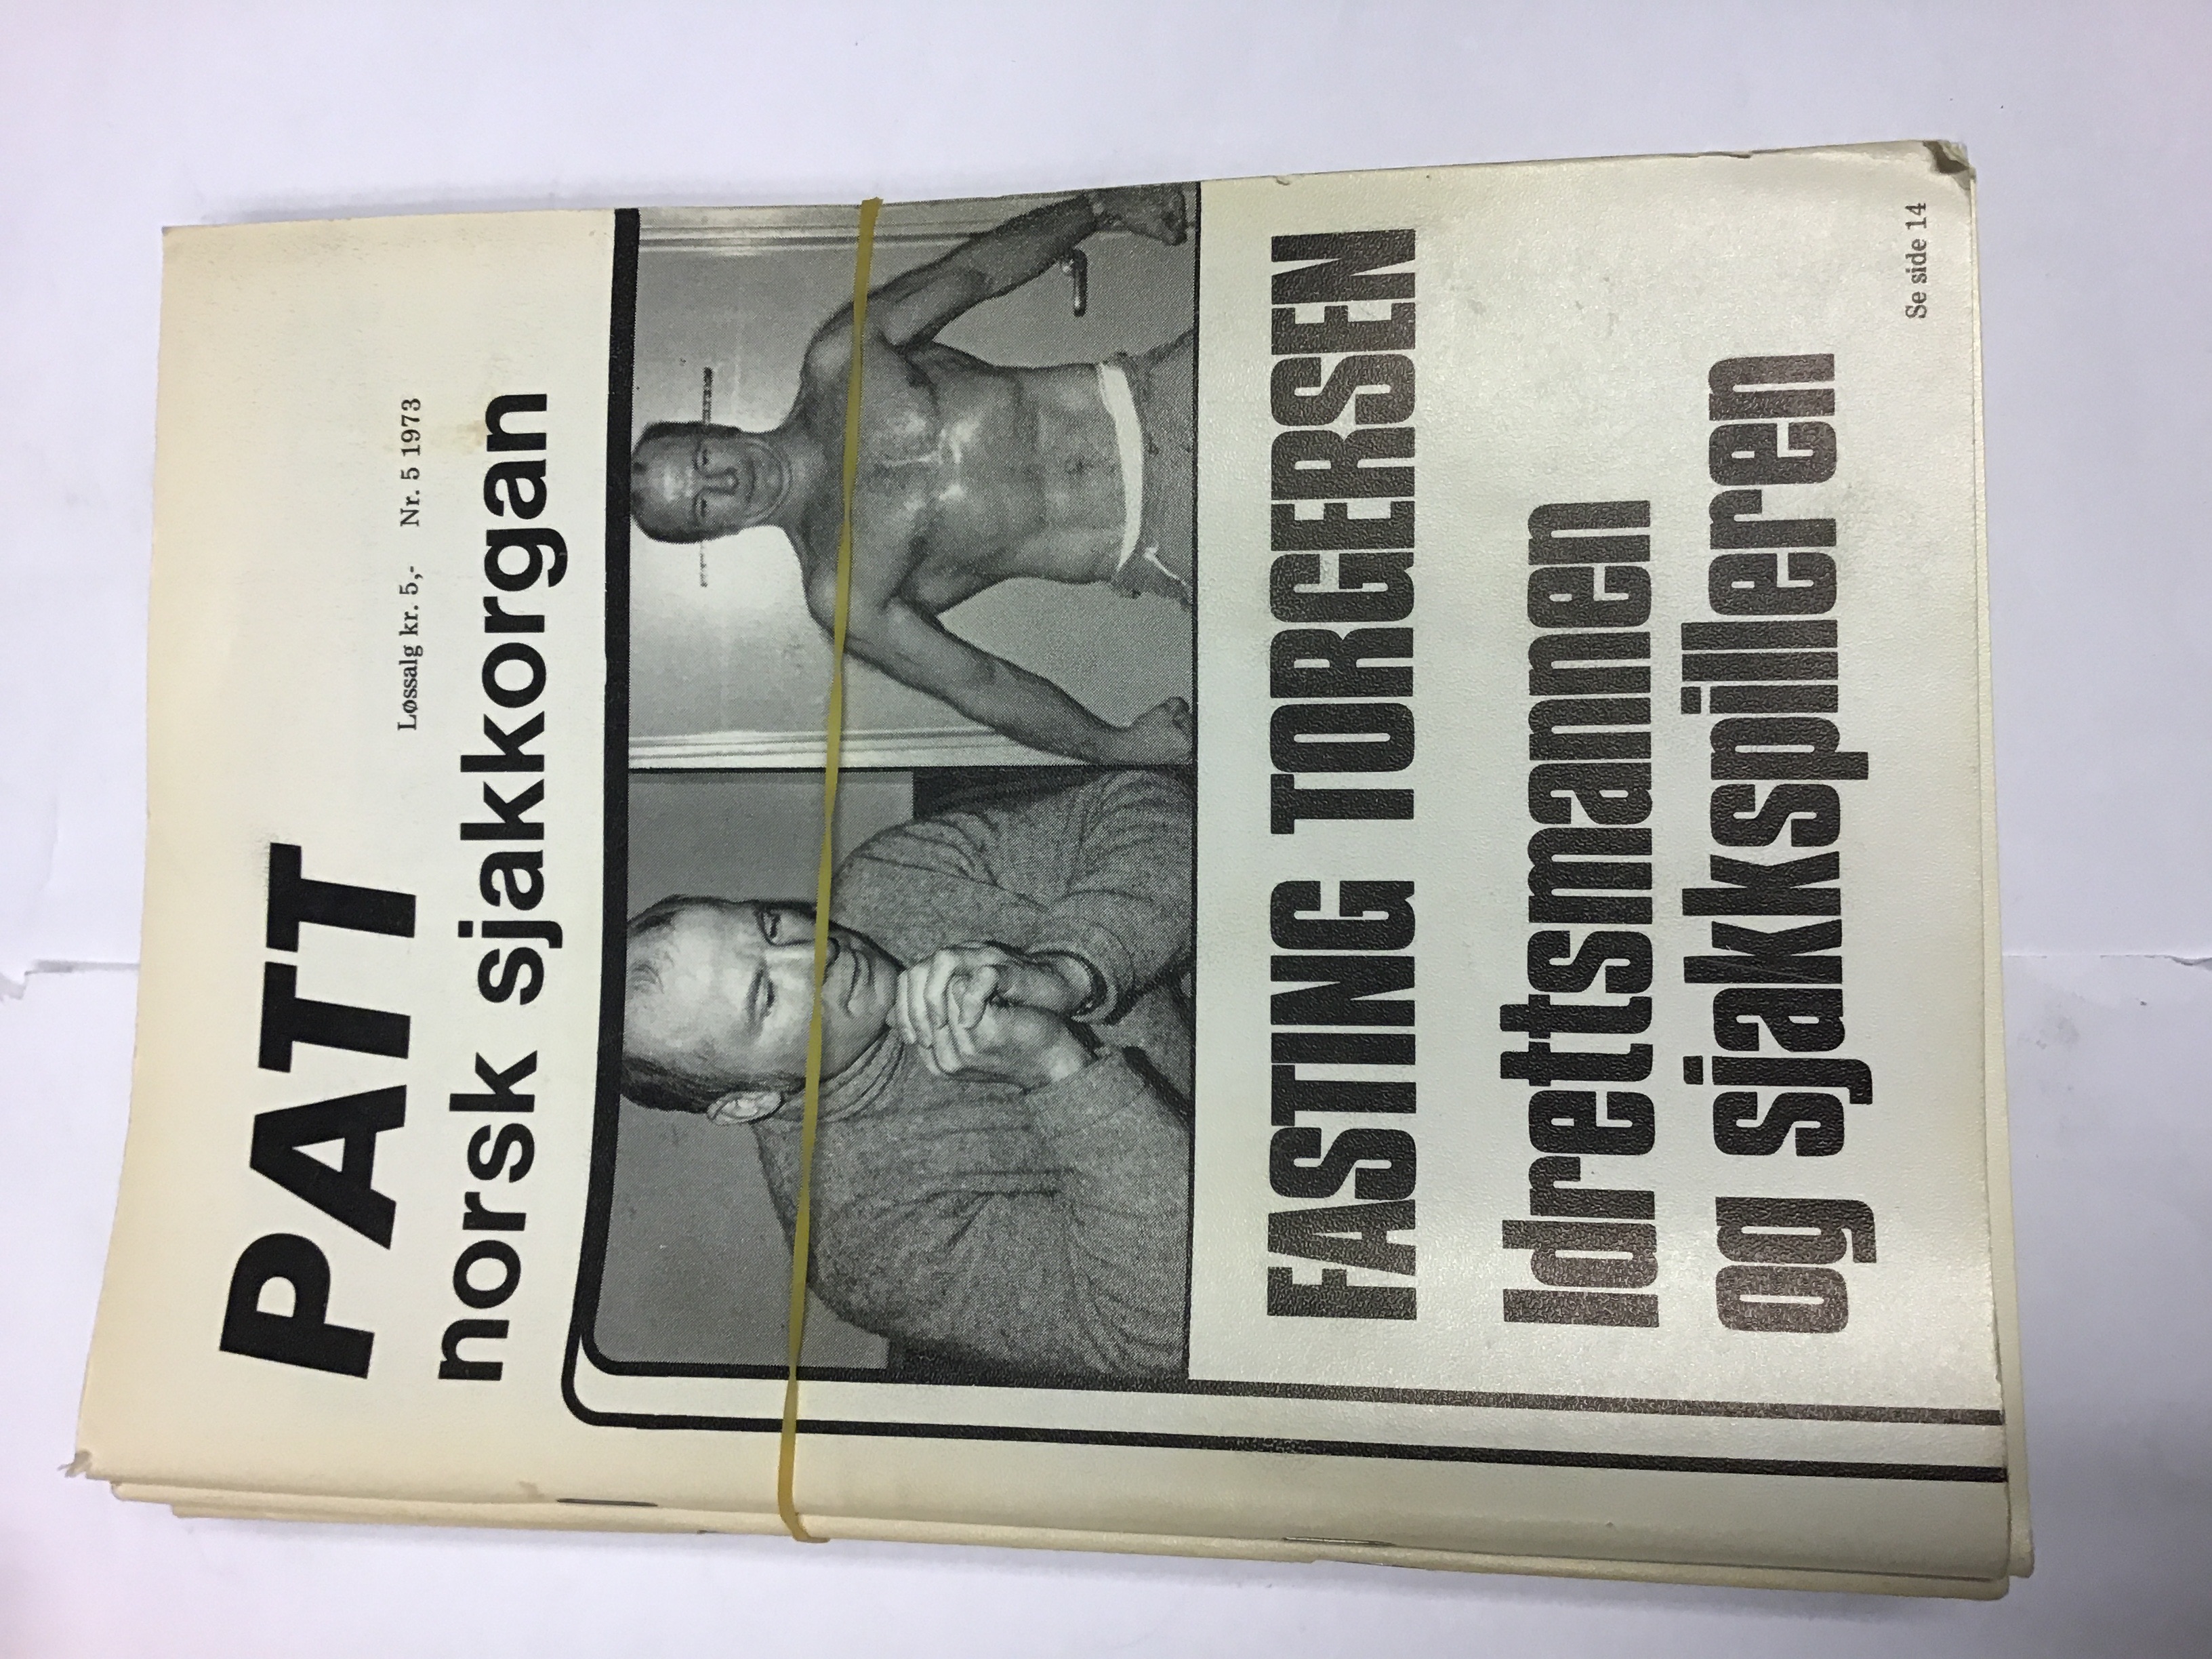 PATT
Løssalg kr. 5,- Nr. 5 1973
norsk sjakkorgan
FASTING TORGERSEN
Idrettsmannen
og sjakkspilleren
Se side 14